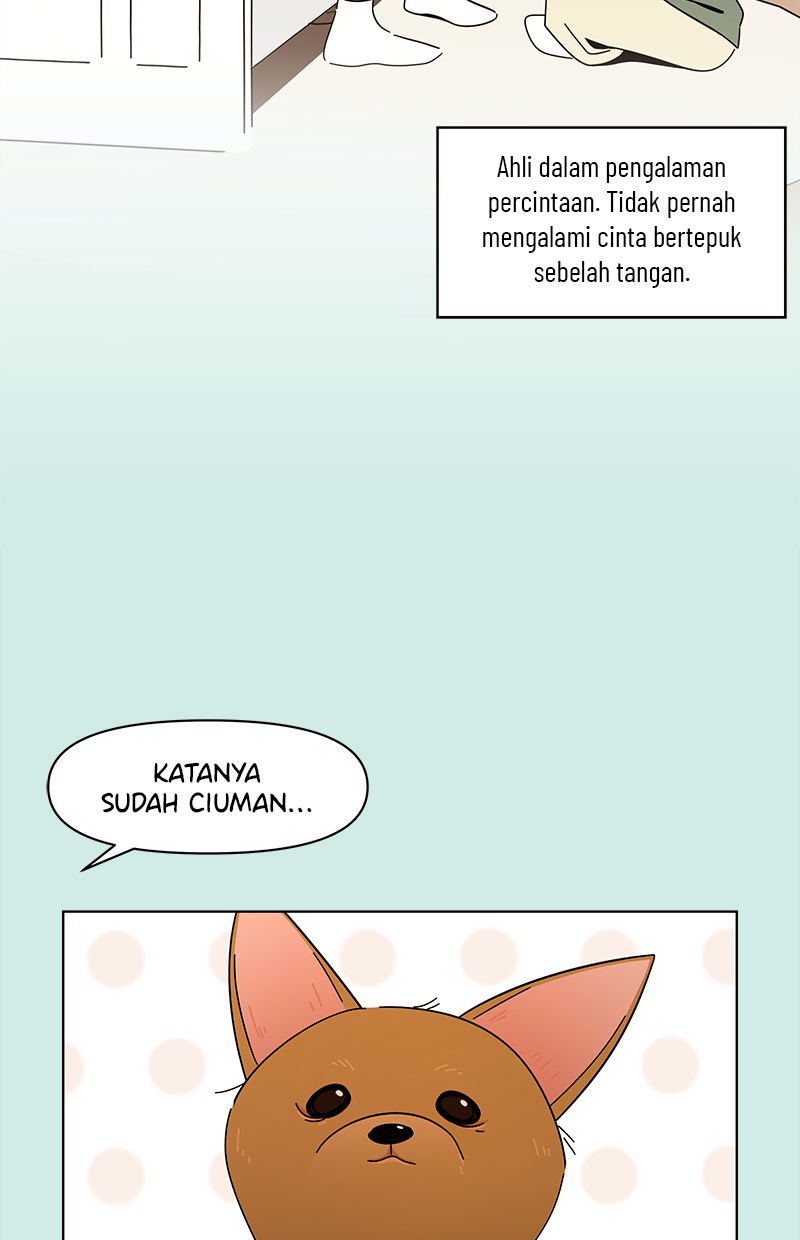 Ahli dalam pengalaman
percintaan. Tidak pernah
mengalami cinta bertepuk
sebelah tangan.
KATANYA
SUDAH CIUMAN...